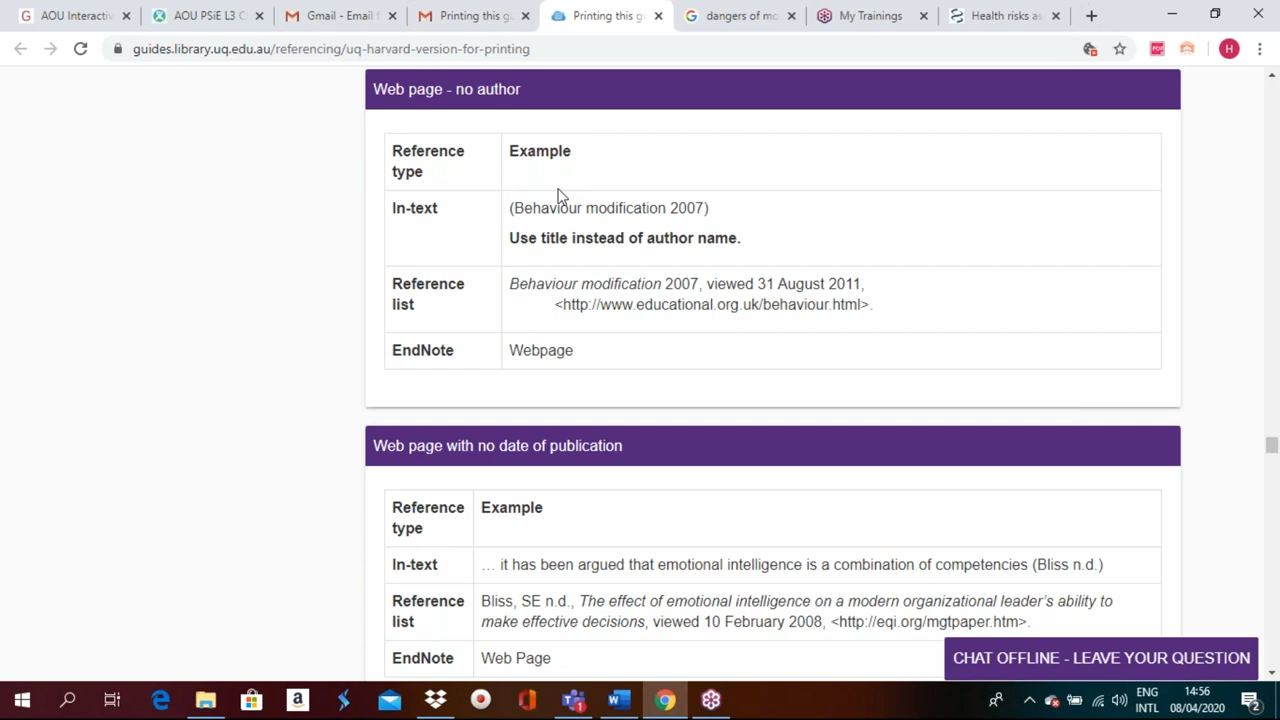 AOU Interactiv
AOU PSiE L3 C
Gmail - Email f
Printing this gu
Printing this gu
dangers of mo
My Trainings
Health risks as
guides.library.uq.edu.au/referencing/uq-harvard-version-for-printing
PDF
H
Web page - no author
Reference type
Example
In-text
(Behaviour modification 2007)
Use title instead of author name.
Reference list
Behaviour modification 2007, viewed 31 August 2011,
<http://www.educational.org.uk/behaviour.html>.
EndNote
Webpage
Web page with no date of publication
Reference type
Example
In-text
… it has been argued that emotional intelligence is a combination of competencies (Bliss n.d.)
Reference list
Bliss, SE n.d., The effect of emotional intelligence on a modern organizational leader's ability to
make effective decisions, viewed 10 February 2008, <http://eqi.org/mgtpaper.htm>.
EndNote
Web Page
CHAT OFFLINE - LEAVE YOUR QUESTION
ENG
INTL
14:56
08/04/2020
2